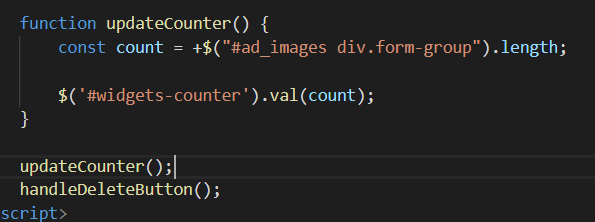 function updateCounter() {
const count = +$("#ad_images div.form-group").length;
$('#widgets-counter').val(count);
}
updateCounter();
handleDeleteButton();
script>